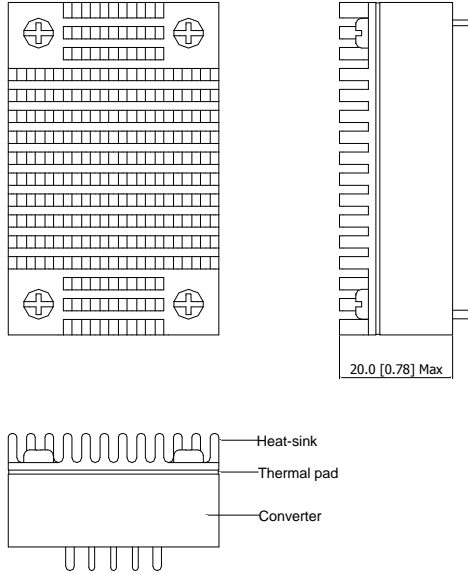 20.0 [0.78] Max
Heat-sink
Thermal pad
Converter